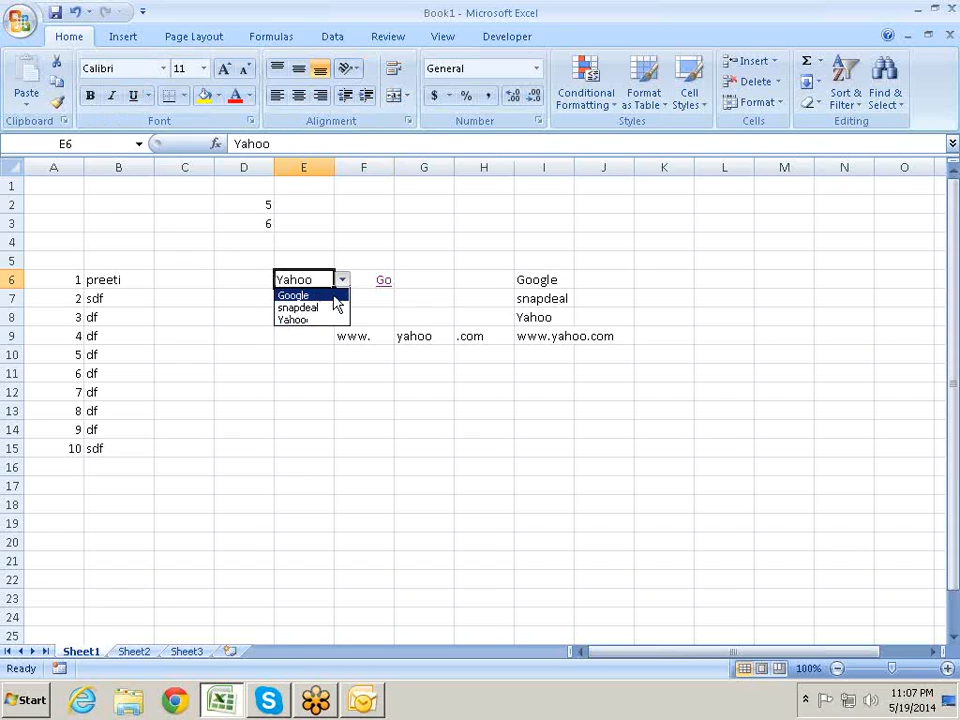 Book1 - Microsoft Excel
Home Insert Page Layout Formulas Data Review View Developer
Paste
Clipboard
Calibri 11
B I U
A
Font
Alignment
General
$ % ,
Number
Conditional Formatting
Format as Table
Cell Styles
Styles
Insert
Delete
Format
Cells
Σ
Sort & Filter
Find & Select
Editing
E6 fx Yahoo
A B C D E F G H I J K L M N O
1
2 5
3 6
4
5
6 1 preeti Yahoo Go Google
7 2 sdf snapdeal
8 3 df Yahoo
9 4 df www. yahoo .com www.yahoo.com
Google
snapdeal
Yahoo
10 5 df
11 6 df
12 7 df
13 8 df
14 9 df
15 10 sdf
16
17
18
19
20
21
22
23
24
25
Sheet1 Sheet2 Sheet3
Ready 100%
Start 11:07 PM
5/19/2014